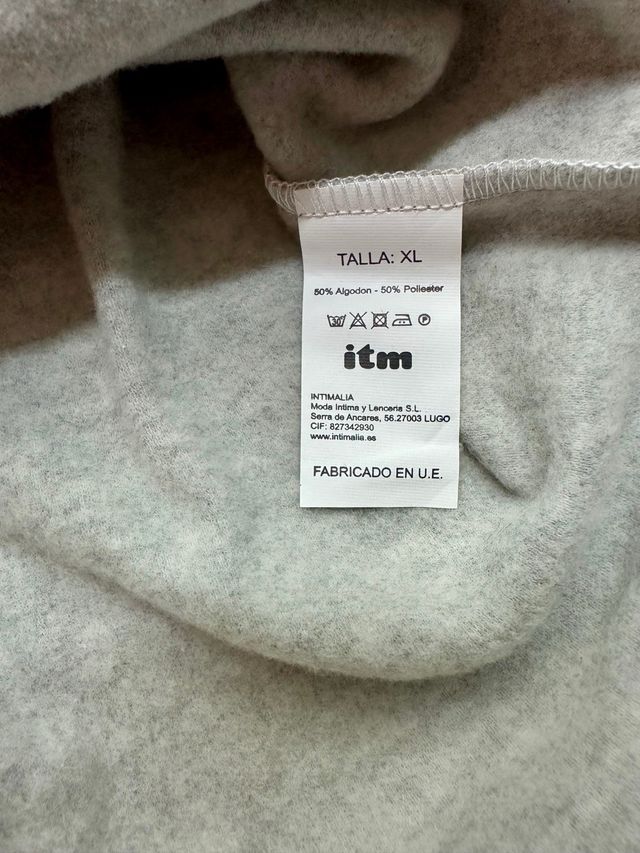 TALLA: XL
50% Algodon - 50% Poliester
30 P
itm
INTIMALIA
Moda Intima y Lenceria S.L.
Serra de Ancares, 56.27003 LUGO
CIF: 827342930
www.intimalia.es
FABRICADO EN U.E.